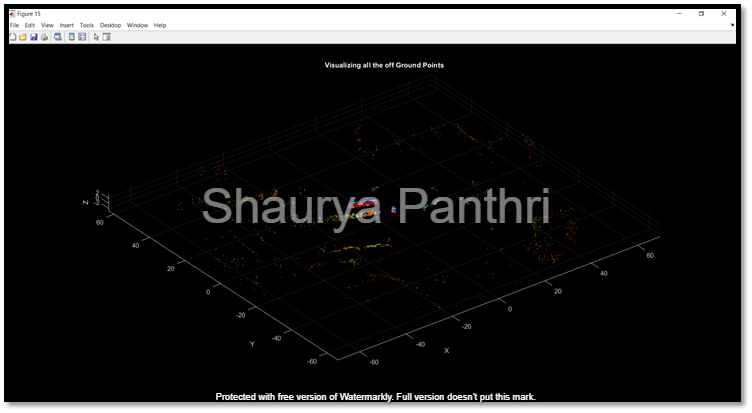 Figure 15
File Edit View Insert Tools Desktop Window Help
Visualizing all the off Ground Points
Z
60
40
20
0
-20
-40
-60
Y
-60
-40
-20
0
20
40
60
X
Shaurya Panthri
Protected with free version of Watermarkly. Full version doesn't put this mark.